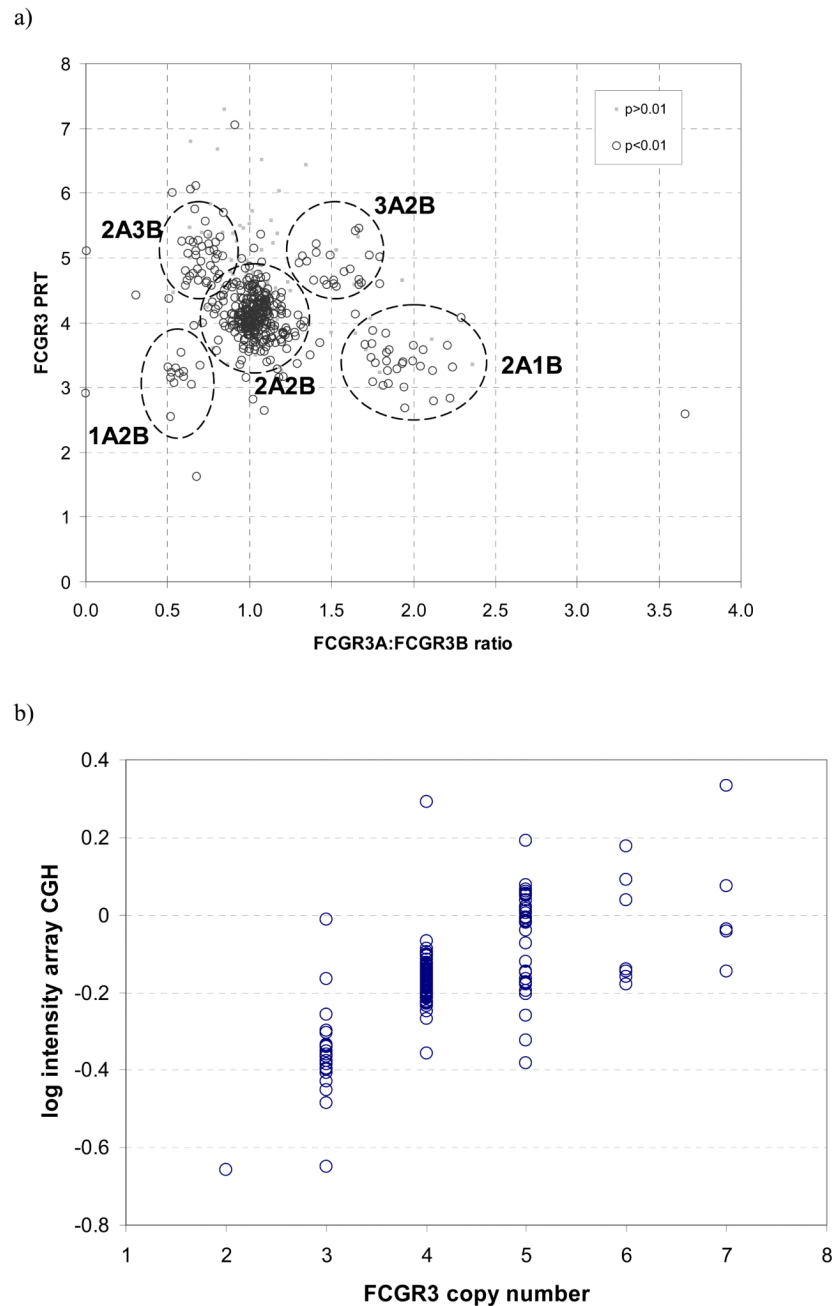 a)
8
7
6
5
4
3
2
1
0
FCGR3 PRT
p>0.01
p<0.01
3A2B
2A3B
2A2B
2A1B
1A2B
0.0 0.5 1.0 1.5 2.0 2.5 3.0 3.5 4.0
FCGR3A:FCGR3B ratio
b)
0.4
0.2
0
-0.2
-0.4
-0.6
-0.8
log intensity array CGH
1 2 3 4 5 6 7 8
FCGR3 copy number